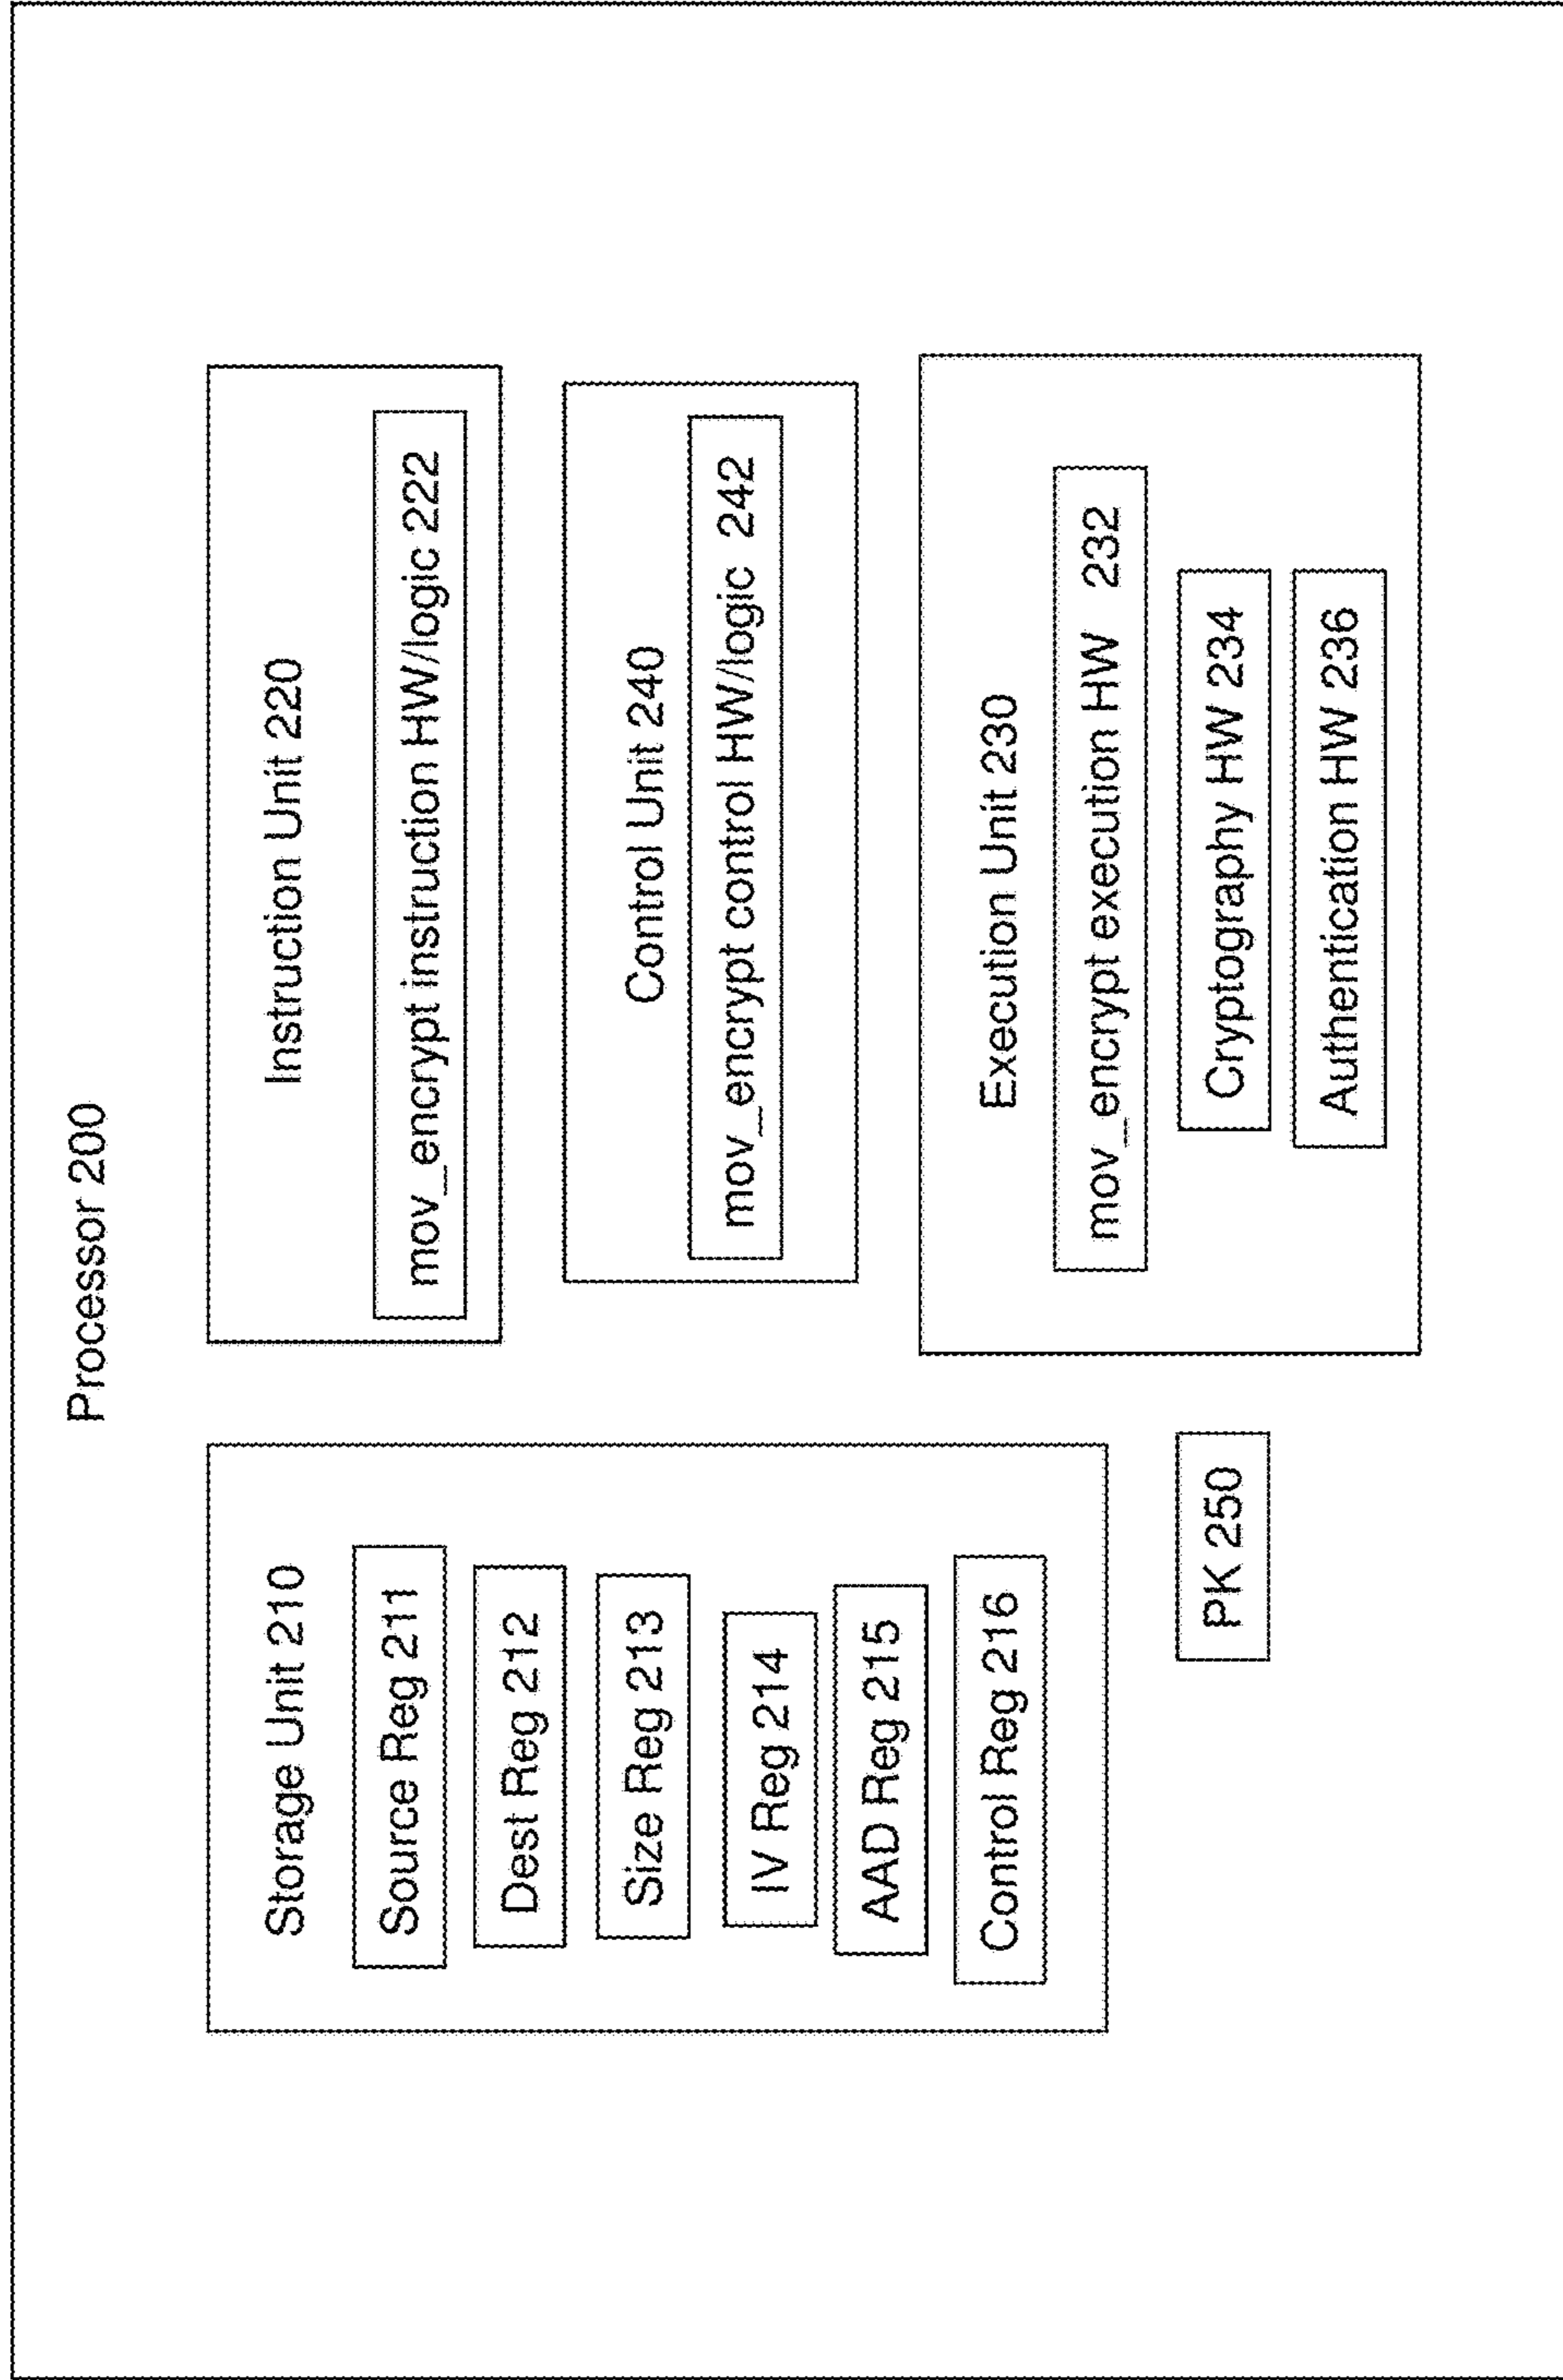 Processor 200
Storage Unit 210
Source Reg 211
Dest Reg 212
Size Reg 213
IV Reg 214
AAD Reg 215
Control Reg 216
PK 250
Instruction Unit 220
mov_encrypt instruction HW/logic 222
Control Unit 240
mov_encrypt control HW/logic 242
Execution Unit 230
mov_encrypt execution HW 232
Cryptography HW 234
Authentication HW 236